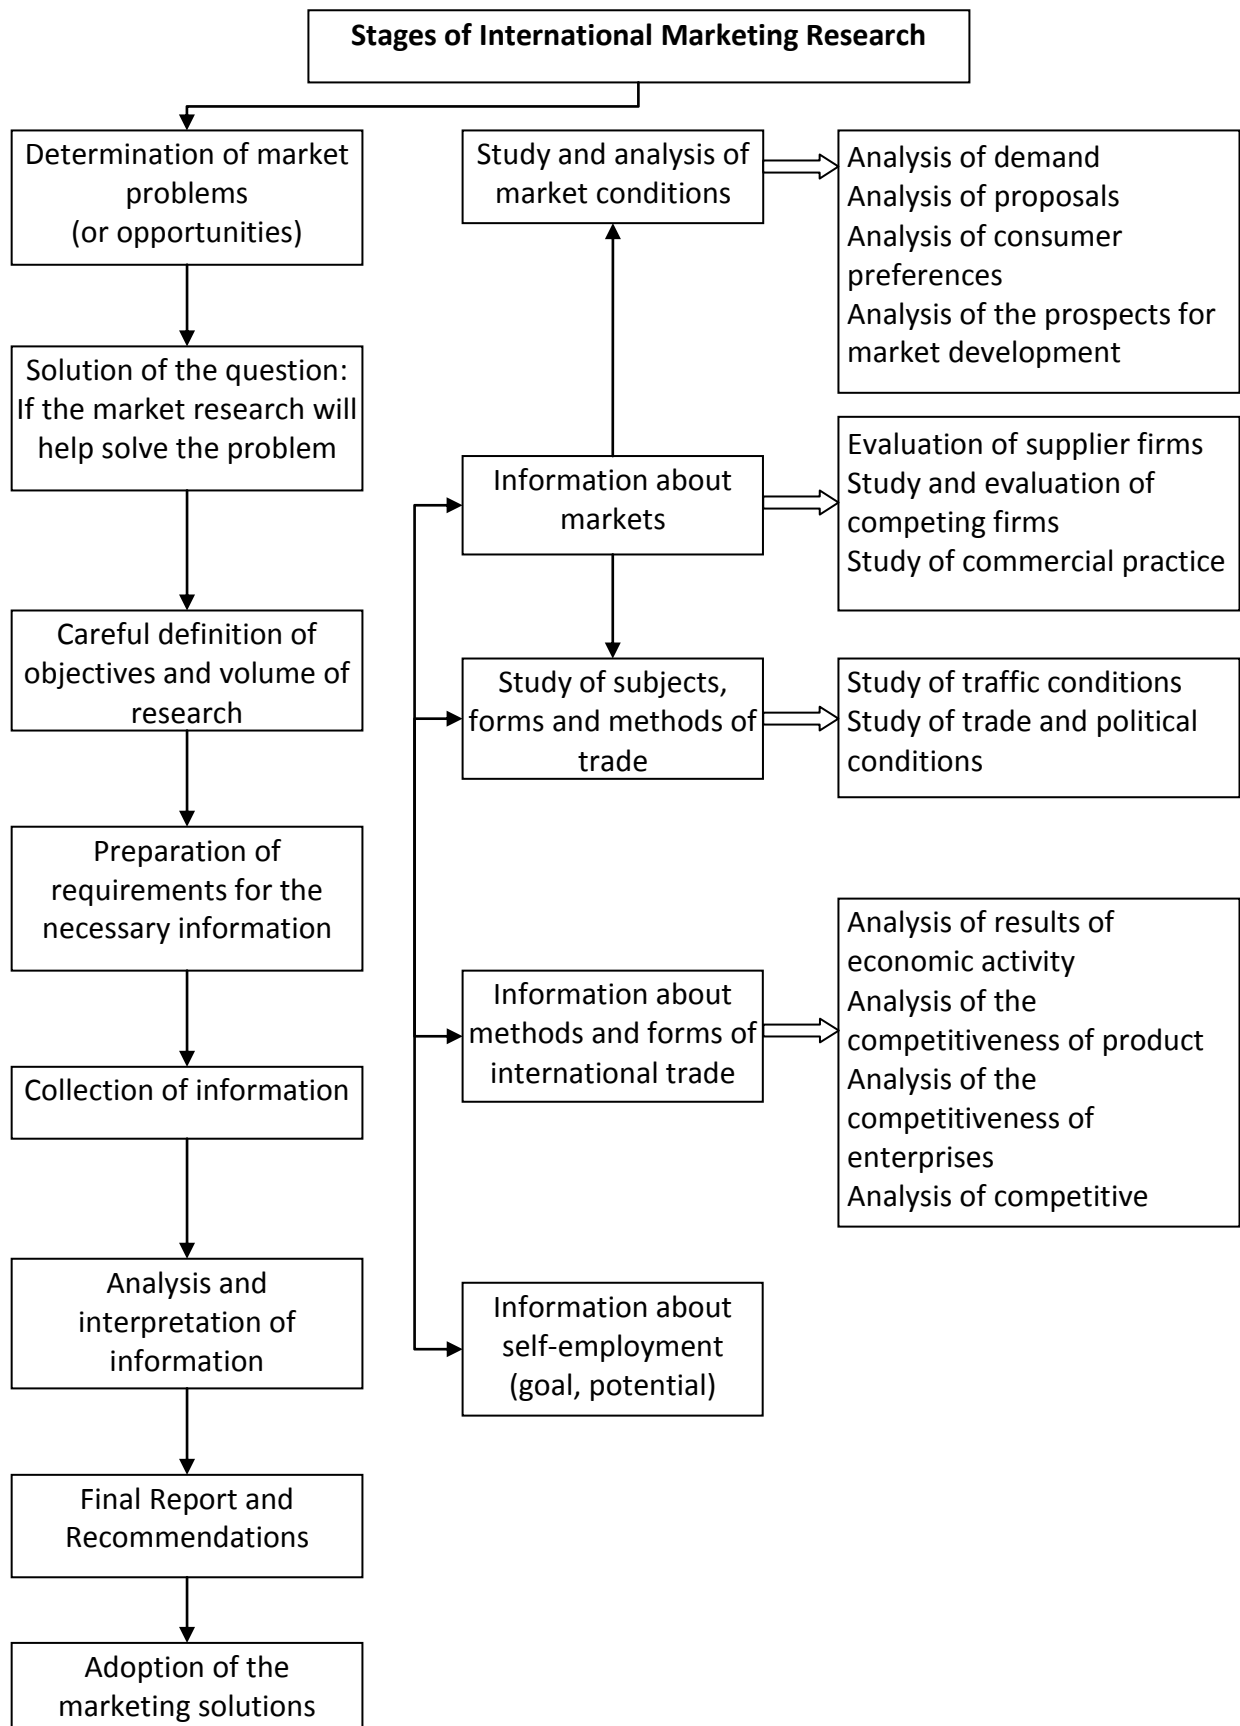 Stages of International Marketing Research
Determination of market
problems
(or opportunities)
Solution of the question:
If the market research will
help solve the problem
Careful definition of
objectives and volume of
research
Preparation of
requirements for the
necessary information
Collection of information
Analysis and
interpretation of
information
Final Report and
Recommendations
Adoption of the
marketing solutions
Study and analysis of
market conditions
Information about
markets
Study of subjects,
forms and methods of
trade
Information about
methods and forms of
international trade
Information about
self-employment
(goal, potential)
Analysis of demand
Analysis of proposals
Analysis of consumer
preferences
Analysis of the prospects for
market development
Evaluation of supplier firms
Study and evaluation of
competing firms
Study of commercial practice
Study of traffic conditions
Study of trade and political
conditions
Analysis of results of
economic activity
Analysis of the
competitiveness of product
Analysis of the
competitiveness of
enterprises
Analysis of competitive